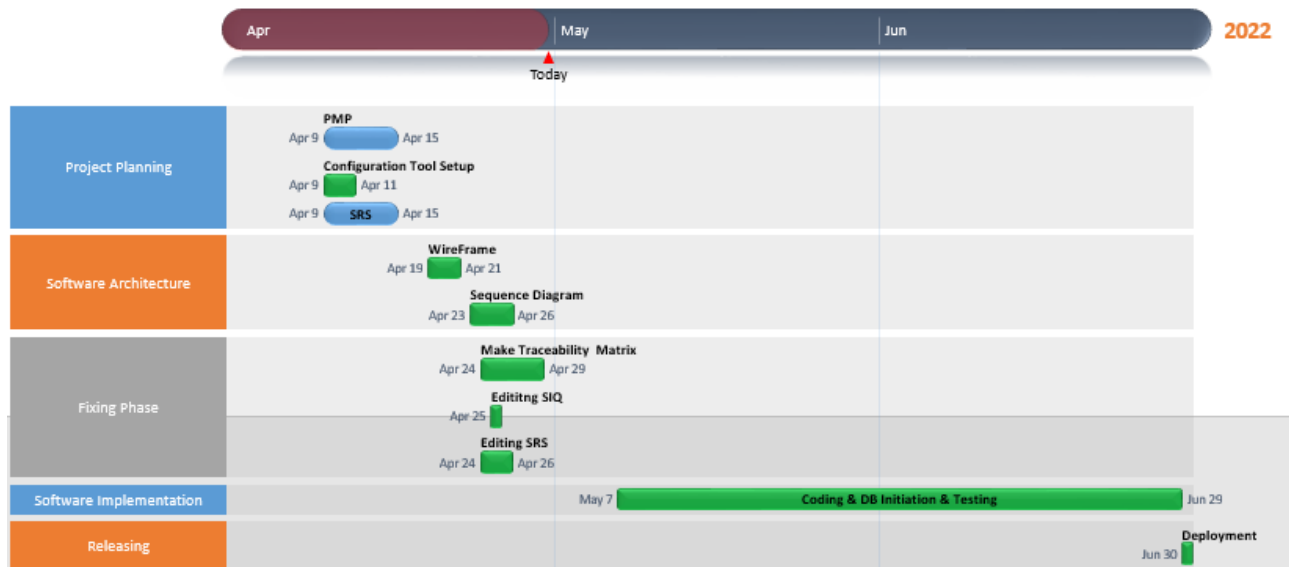 Apr May Jun 2022
Today
Project Planning
PMP
Apr 9 Apr 15
Configuration Tool Setup
Apr 9 Apr 11
Apr 9 SRS Apr 15
Software Architecture
WireFrame
Apr 19 Apr 21
Sequence Diagram
Apr 23 Apr 26
Fixing Phase
Make Traceability Matrix
Apr 24 Apr 29
Edititng SIQ
Apr 25
Editing SRS
Apr 24 Apr 26
Software Implementation
May 7 Coding & DB Initiation & Testing Jun 29
Releasing
Deployment
Jun 30